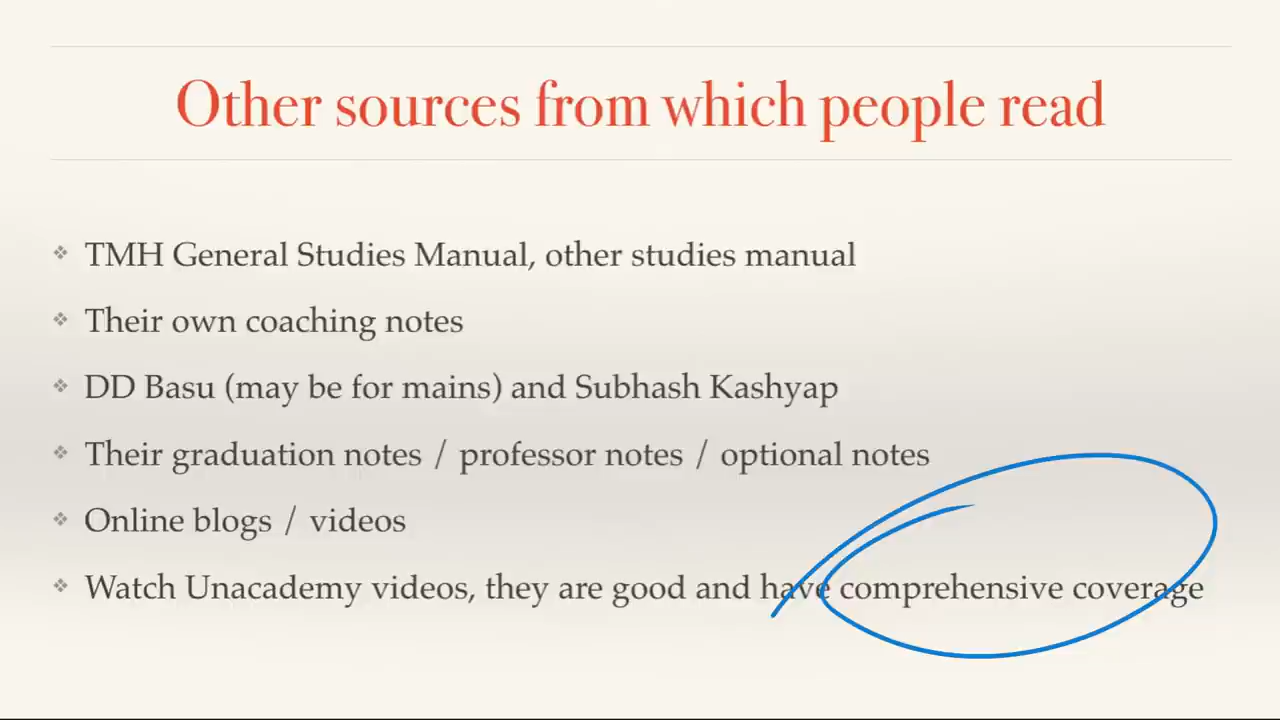 Other sources from which people read
TMH General Studies Manual, other studies manual
Their own coaching notes
DD Basu (may be for mains) and Subhash Kashyap
Their graduation notes / professor notes / optional notes
Online blogs / videos
Watch Unacademy videos, they are good and have comprehensive coverage